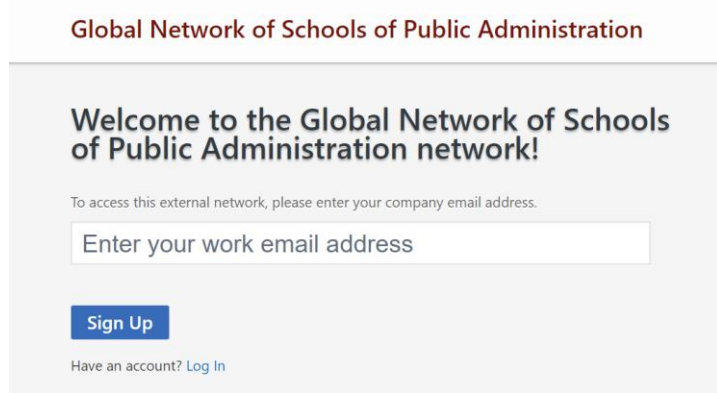 Global Network of Schools of Public Administration
Welcome to the Global Network of Schools
of Public Administration network!
To access this external network, please enter your company email address.
Enter your work email address
Sign Up
Have an account? Log In